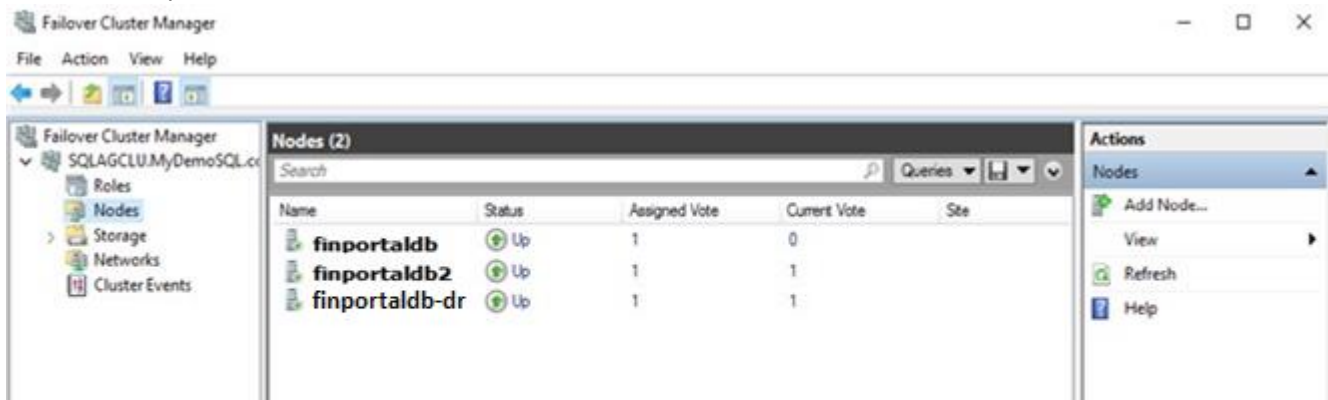 Failover Cluster Manager
File Action View Help
Failover Cluster Manager
SQLAGCLU.MyDemoSQL.co
Roles
Nodes
Storage
Networks
Cluster Events
Nodes (2)
Search
Queries
Name Status Assigned Vote Current Vote Site
finportaldb Up 1 0
finportaldb2 Up 1 1
finportaldb-dr Up 1 1
Actions
Nodes
Add Node...
View
Refresh
Help